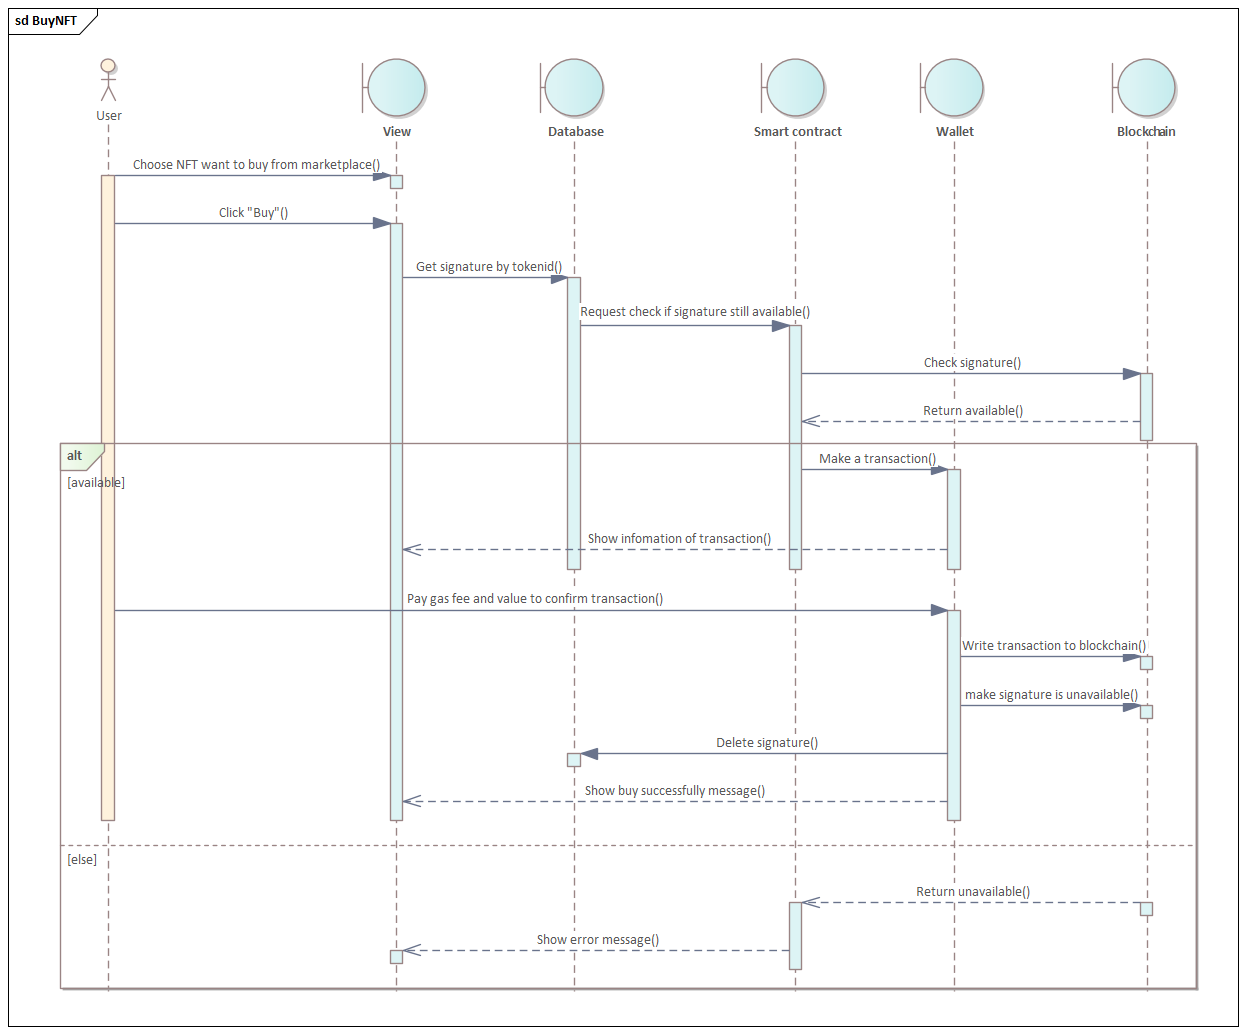 sd BuyNFT
User
View
Database
Smart contract
Wallet
Blockchain
Choose NFT want to buy from marketplace()
Click "Buy"()
Get signature by tokenid()
Request check if signature still available()
Check signature()
Return available()
alt
Make a transaction()
[available]
Show infomation of transaction()
Pay gas fee and value to confirm transaction()
Write transaction to blockchain()
make signature is unavailable()
Delete signature()
Show buy successfully message()
[else]
Return unavailable()
Show error message()